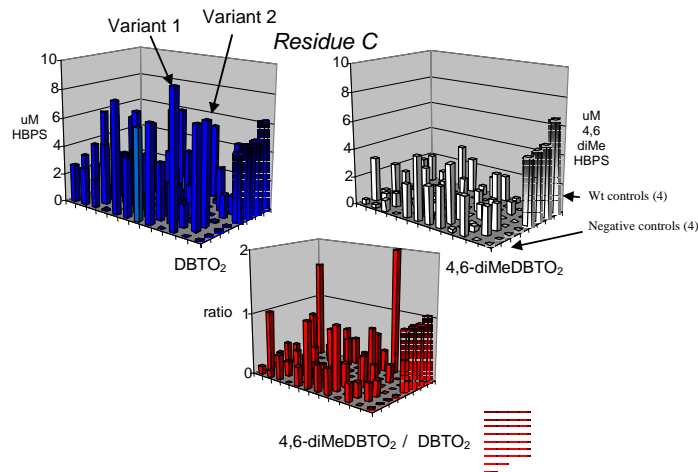 Variant 1
Variant 2
Residue C
10
8
6
4
2
0
uM
HBPS
DBTO2
10
8
6
4
2
0
uM
4,6
diMe
HBPS
Wt controls (4)
Negative controls (4)
4,6-diMeDBTO2
2
1
0
ratio
4,6-diMeDBTO2 / DBTO2